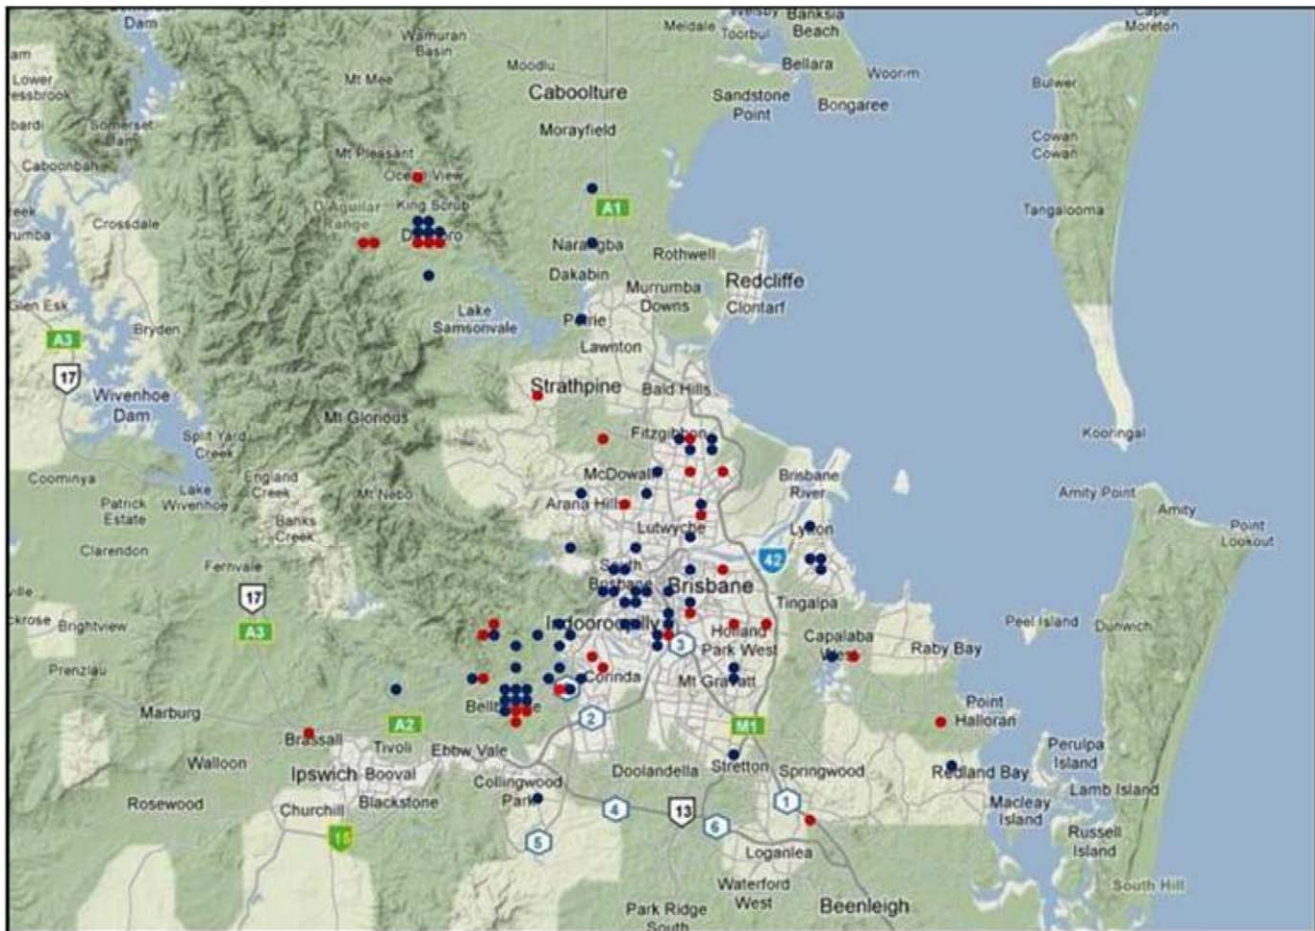 Dam
Wamuran
Basin
Meldale
Toorbul
Banksia
Beach
Cape
Moreton
Lower
Mt Mee
Moodlu
Bellara
Woorim
Caboolture
Sandstone
Point
Bongaree
Bulwer
Somerset
Dam
Morayfield
Cowan
Cowan
Mt Pleasant
Caboonbah
Ocean View
King Scrub
A1
Crossdale
D'Aguilar
Range
Tangalooma
Narangba
Rothwell
Dakabin
Redcliffe
Murrumba
Downs
Clontarf
Glen Esk
Lake
Samsonvale
Bryden
A3
Lawnton
17
Strathpine
Bald Hills
Wivenhoe
Dam
Mt Glorious
Kooringal
Split Yard
Creek
Fitzgibbon
Coominya
England
Creek
McDowall
Brisbane
River
Lake
Wivenhoe
Mt Nebo
Amity Point
Patrick
Estate
Arana Hills
Amity
Banks
Creek
Lutwyche
Lytton
Point
Lookout
Clarendon
Fernvale
42
South
Brisbane
Brisbane
17
Tingalpa
Brightview
A3
Indooroopilly
Holland
Park West
Capalaba
West
Peel Island
Dunwich
3
Raby Bay
Prenzlau
Corinda
Mt Gravatt
Marburg
Point
Halloran
A2
2
M1
Brassall
Tivoli
Ebbw Vale
Perulpa
Island
Walloon
Ipswich
Booval
Doolandella
Stretton
Springwood
Redland Bay
Collingwood
Park
Lamb Island
Rosewood
Blackstone
Churchill
4
13
1
Macleay
Island
6
15
5
Russell
Island
Loganlea
Waterford
West
South Hill
Park Ridge
South
Beenleigh